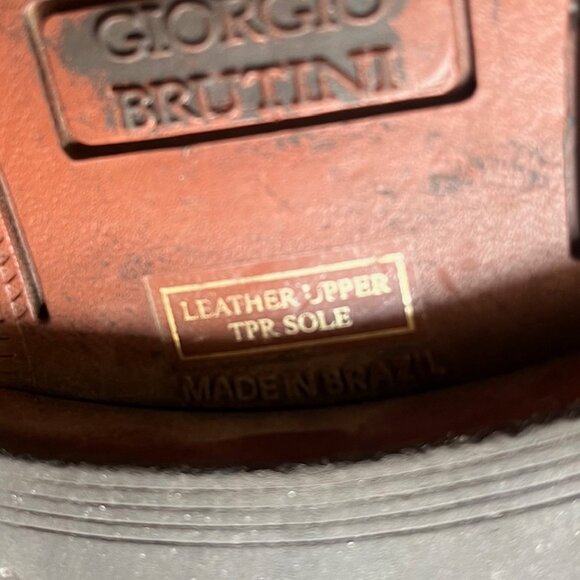 GIORGIO
BRUTINI
LEATHER UPPER
TPR SOLE
MADE IN BRAZIL